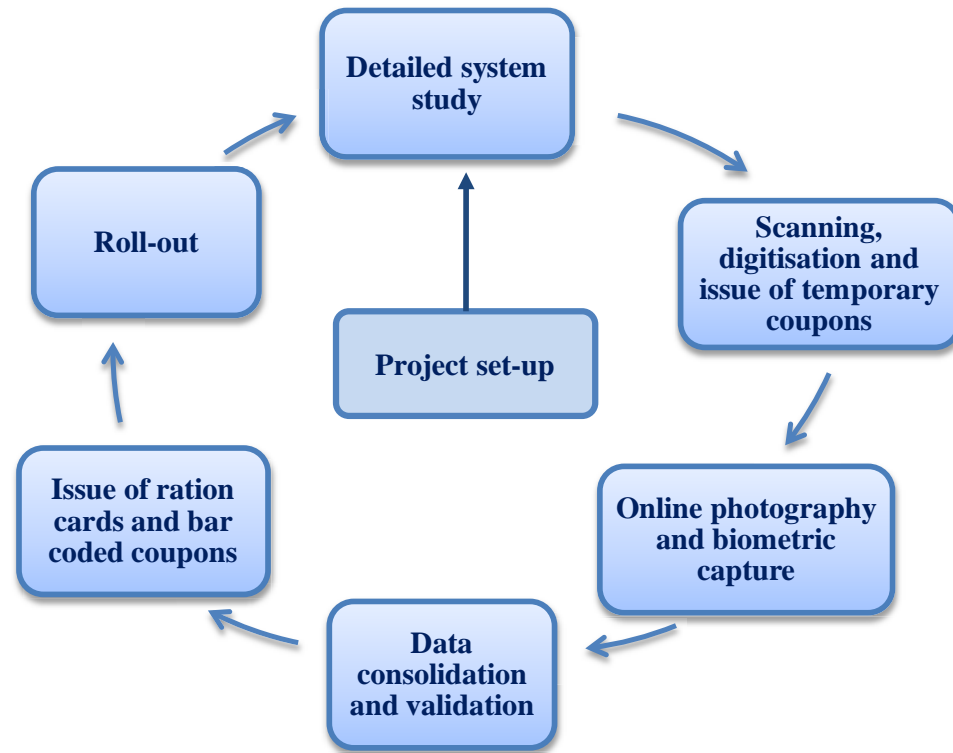 Detailed system
study
Scanning,
digitisation and
issue of temporary
coupons
Online photography
and biometric
capture
Data
consolidation
and validation
Issue of ration
cards and bar
coded coupons
Roll-out
Project set-up